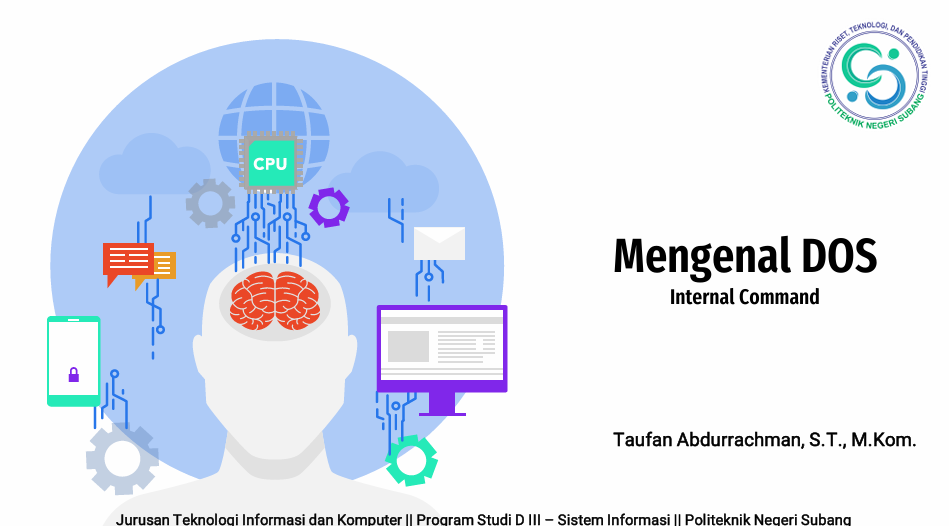 KEMENTERIAN RISET, TEKNOLOGI, DAN PENDIDIKAN TINGGI
POLITEKNIK NEGERI SUBANG
CPU
Mengenal DOS
Internal Command
Taufan Abdurrachman, S.T., M.Kom.
Jurusan Teknologi Informasi dan Komputer || Program Studi D III – Sistem Informasi || Politeknik Negeri Subang